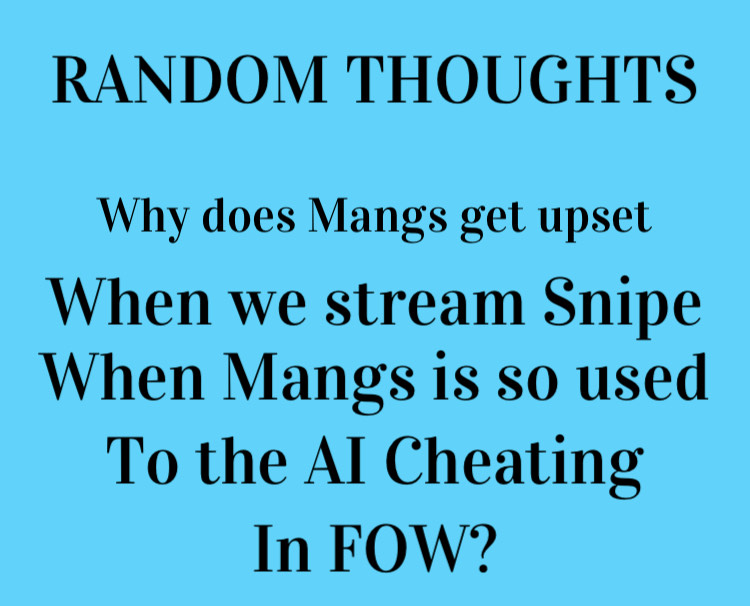 RANDOM THOUGHTS
Why does Mangs get upset
When we stream Snipe
When Mangs is so used
To the AI Cheating
In FOW?